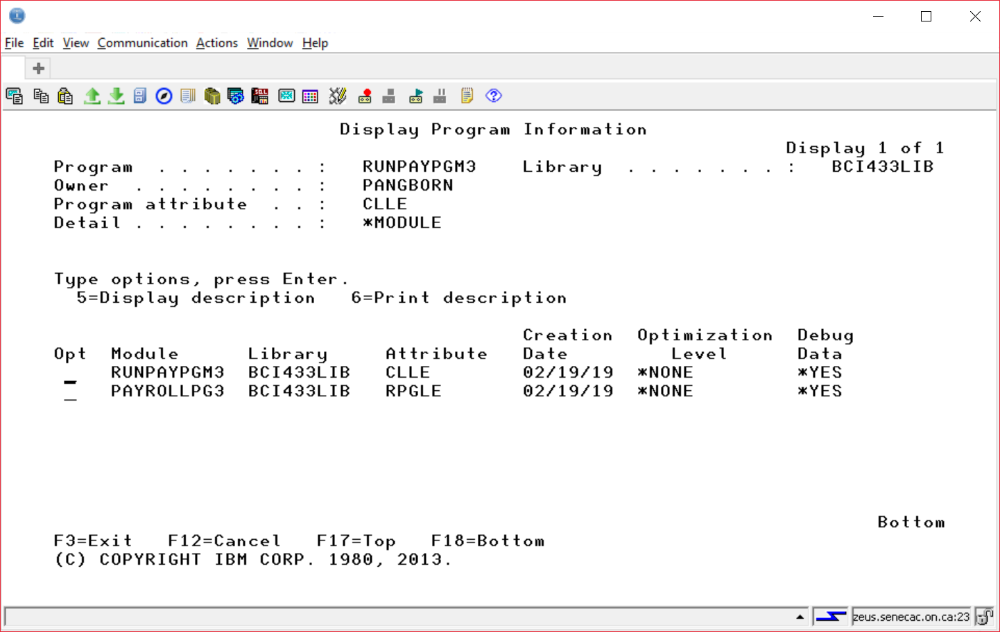 File Edit View Communication Actions Window Help
Display Program Information
Display 1 of 1
Program . . . . . . . : RUNPAYPGM3 Library . . . . . . . : BCI433LIB
Owner . . . . . . . . . : PANGBORN
Program attribute . . : CLLE
Detail . . . . . . . . . : *MODULE
Type options, press Enter.
5=Display description 6=Print description
Creation Optimization Debug
Opt Module Library Attribute Date Level Data
RUNPAYPGM3 BCI433LIB CLLE 02/19/19 *NONE *YES
PAYROLLPG3 BCI433LIB RPGLE 02/19/19 *NONE *YES
Bottom
F3=Exit F12=Cancel F17=Top F18=Bottom
(C) COPYRIGHT IBM CORP. 1980, 2013.
zeus.senecac.on.ca:23